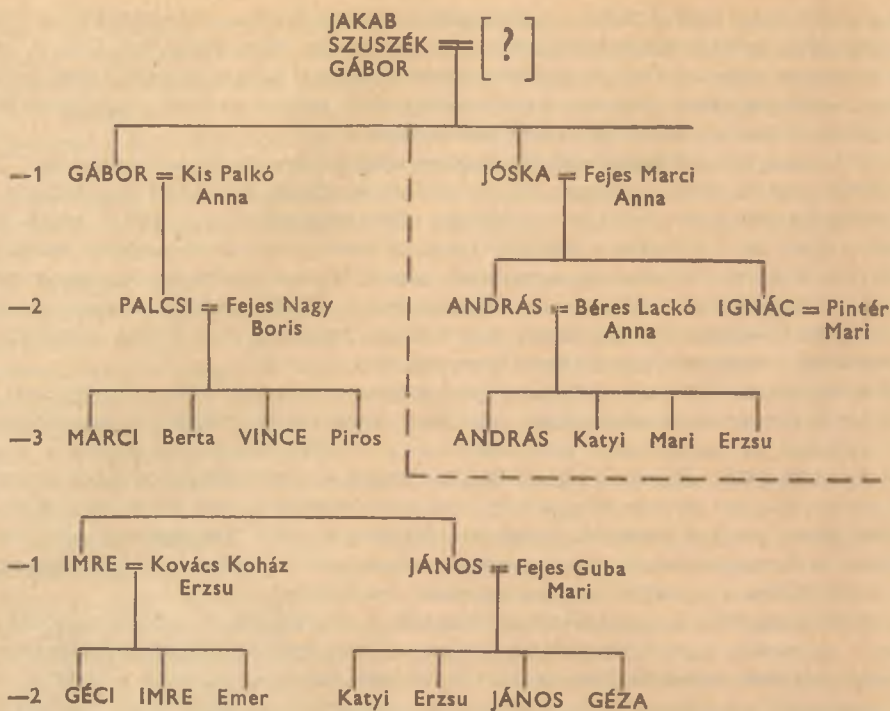 JAKAB
SZUSZÉK = [?]
GÁBOR
—1 GÁBOR = Kis Palkó JÓSKA = Fejes Marci
Anna Anna
—2 PALCSI = Fejes Nagy ANDRÁS = Béres Lackó IGNÁC = Pintér
Boris Anna Mari
—3 MARCI Berta VINCE Piros ANDRÁS Katyi Mari Erzsu
—1 IMRE = Kovács Koház JÁNOS = Fejes Guba
Erzsu Mari
—2 GÉCI IMRE Emer Katyi Erzsu JÁNOS GÉZA